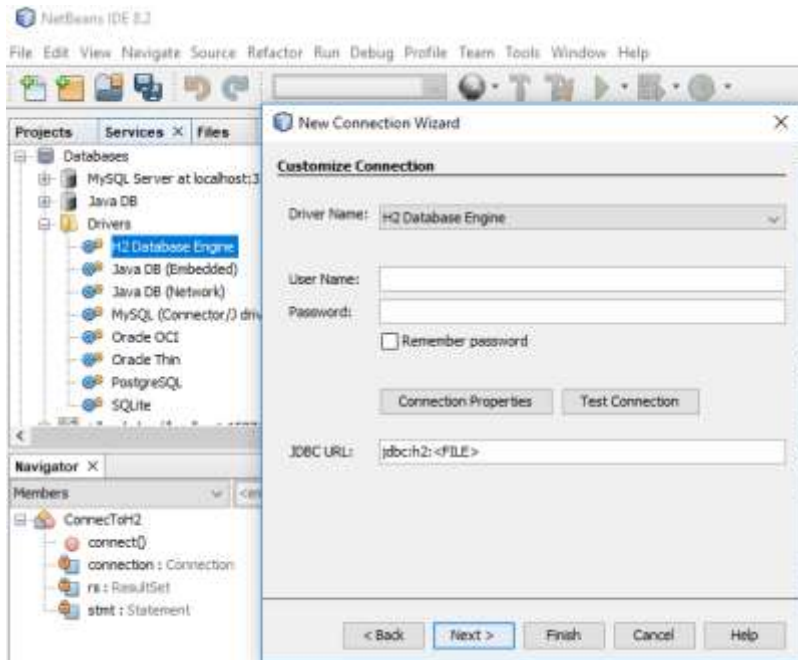 NetBeans IDE 8.2
File Edit View Navigate Source Refactor Run Debug Profile Team Tools Window Help
Projects Services × Files
Databases
MySQL Server at localhost:3
Java DB
Drivers
H2 Database Engine
Java DB (Embedded)
Java DB (Network)
MySQL (Connector/J driv
Oracle OCI
Oracle Thin
PostgreSQL
SQLite
Navigator ×
Members
ConnecToH2
connect()
connection : Connection
rs : ResultSet
stmt : Statement
New Connection Wizard
Customize Connection
Driver Name: H2 Database Engine
User Name:
Password:
Remember password
Connection Properties Test Connection
JDBC URL: jdbc:h2:<FILE>
< Back Next > Finish Cancel Help